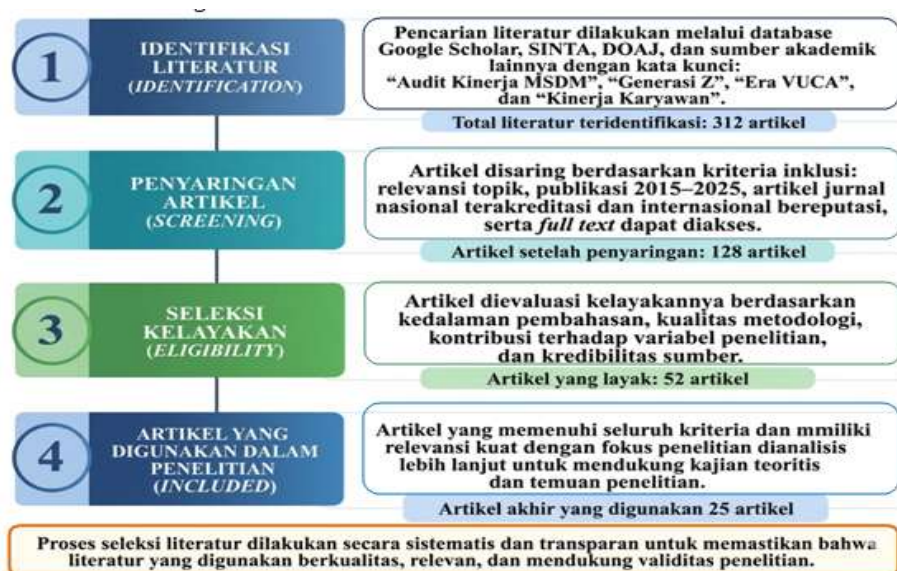 1
IDENTIFIKASI
LITERATUR
(IDENTIFICATION)
Pencarian literatur dilakukan melalui database
Google Scholar, SINTA, DOAJ, dan sumber akademik
lainnya dengan kata kunci:
“Audit Kinerja MSDM”, “Generasi Z”, “Era VUCA”,
dan “Kinerja Karyawan”.
Total literatur teridentifikasi: 312 artikel
2
PENYARINGAN
ARTIKEL
(SCREENING)
Artikel disaring berdasarkan kriteria inklusi:
relevansi topik, publikasi 2015–2025, artikel jurnal
nasional terakreditasi dan internasional bereputasi,
serta full text dapat diakses.
Artikel setelah penyaringan: 128 artikel
3
SELEKSI
KELAYAKAN
(ELIGIBILITY)
Artikel dievaluasi kelayakannya berdasarkan
kedalaman pembahasan, kualitas metodologi,
kontribusi terhadap variabel penelitian,
dan kredibilitas sumber.
Artikel yang layak: 52 artikel
4
ARTIKEL YANG
DIGUNAKAN DALAM
PENELITIAN
(INCLUDED)
Artikel yang memenuhi seluruh kriteria dan mmiliki
relevansi kuat dengan fokus penelitian dianalisis
lebih lanjut untuk mendukung kajian teoritis
dan temuan penelitian.
Artikel akhir yang digunakan 25 artikel
Proses seleksi literatur dilakukan secara sistematis dan transparan untuk memastikan bahwa
literatur yang digunakan berkualitas, relevan, dan mendukung validitas penelitian.